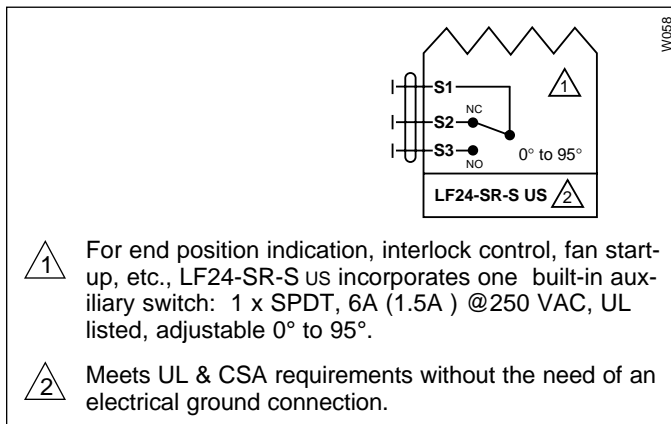 W058
S1
1
NC
S2
S3
0° to 95°
NO
LF24-SR-S US 2
1 For end position indication, interlock control, fan start-
up, etc., LF24-SR-S US incorporates one built-in aux-
iliary switch: 1 x SPDT, 6A (1.5A ) @250 VAC, UL
listed, adjustable 0° to 95°.
2 Meets UL & CSA requirements without the need of an
electrical ground connection.